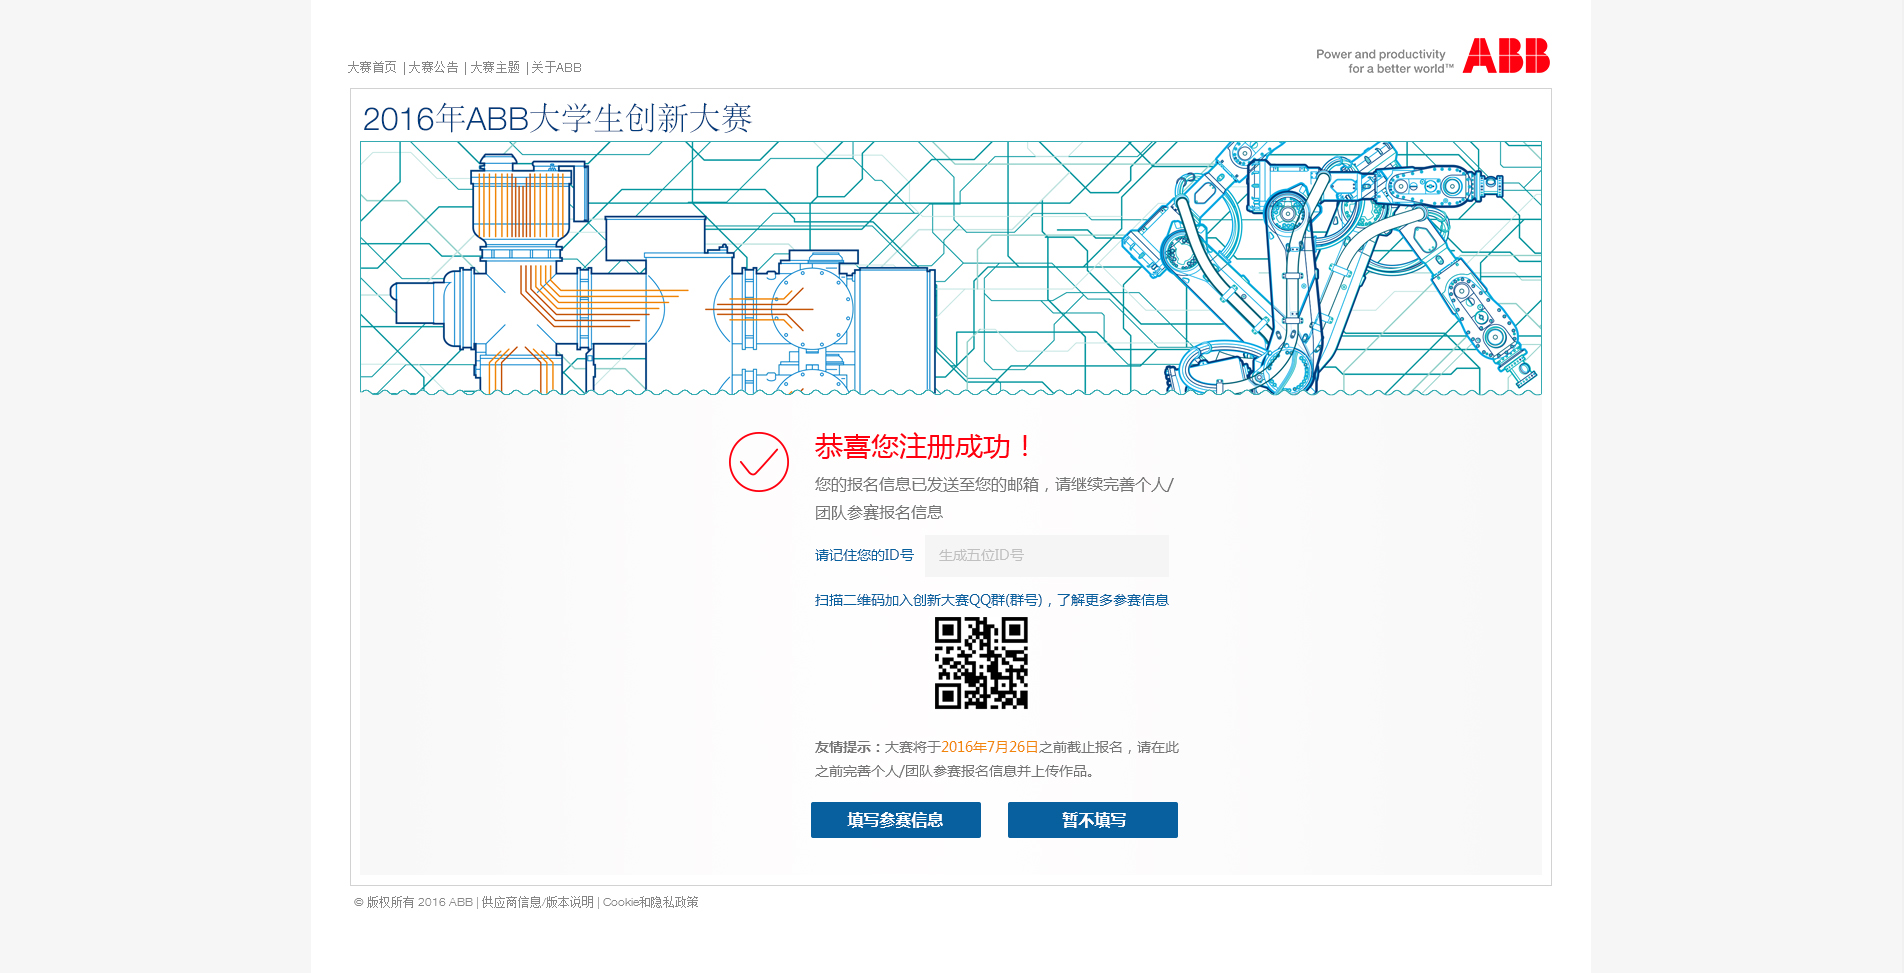 大赛首页 | 大赛公告 | 大赛主题 | 关于ABB
Power and productivity
for a better world™
ABB
2016年ABB大学生创新大赛
恭喜您注册成功！
您的报名信息已发送至您的邮箱，请继续完善个人/
团队参赛报名信息
请记住您的ID号 生成五位ID号
扫描二维码加入创新大赛QQ群(群号)，了解更多参赛信息
友情提示：大赛将于2016年7月26日之前截止报名，请在此
之前完善个人/团队参赛报名信息并上传作品。
填写参赛信息 暂不填写
© 版权所有 2016 ABB | 供应商信息/版本说明 | Cookie和隐私政策